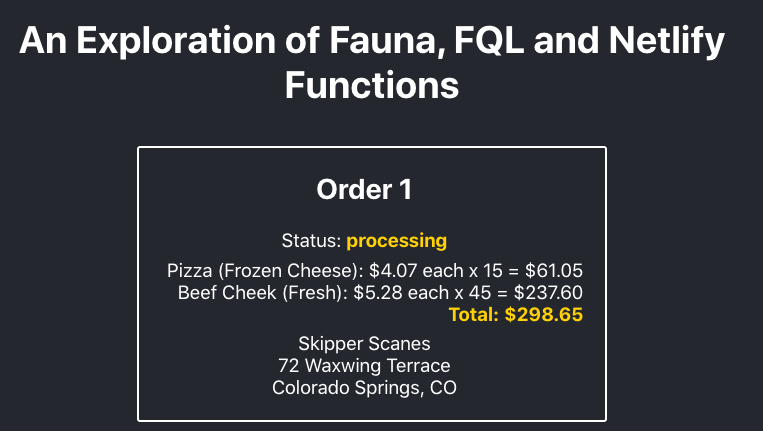 An Exploration of Fauna, FQL and Netlify
Functions
Order 1
Status: processing
Pizza (Frozen Cheese): $4.07 each x 15 = $61.05
Beef Cheek (Fresh): $5.28 each x 45 = $237.60
Total: $298.65
Skipper Scanes
72 Waxwing Terrace
Colorado Springs, CO